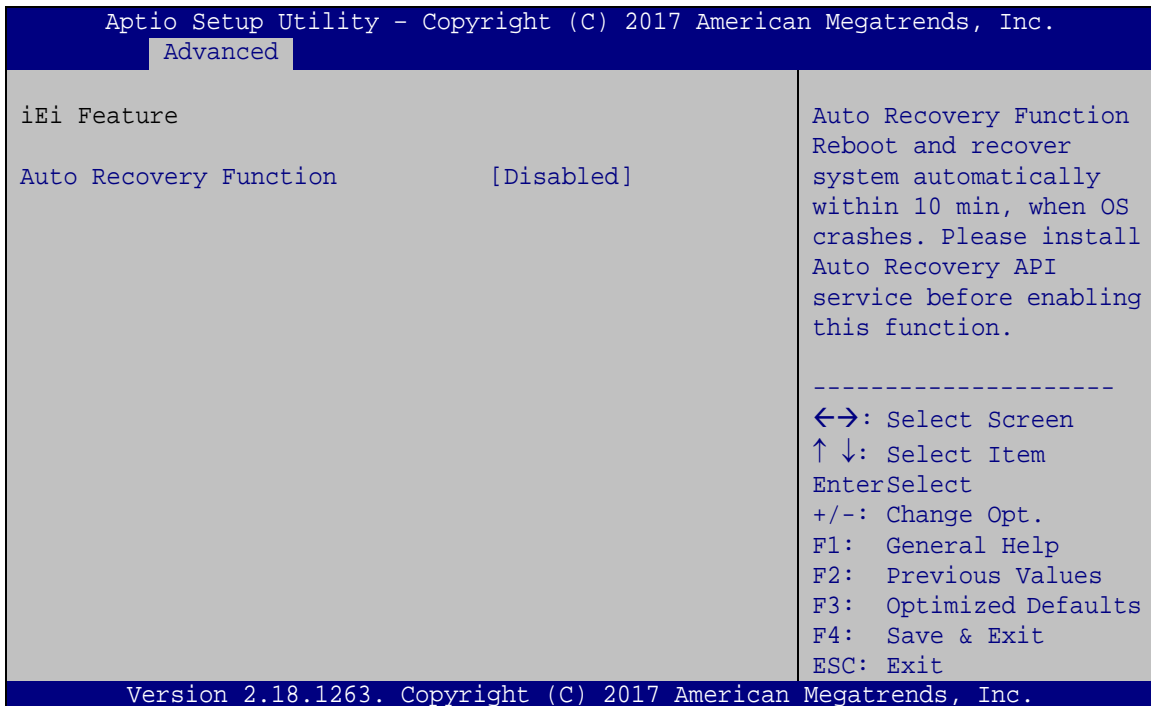 Aptio Setup Utility – Copyright (C) 2017 American Megatrends, Inc.
Advanced
iEi Feature
Auto Recovery Function [Disabled]
Auto Recovery Function
Reboot and recover
system automatically
within 10 min, when OS
crashes. Please install
Auto Recovery API
service before enabling
this function.
---------------------
←→: Select Screen
↑ ↓: Select Item
EnterSelect
+/-: Change Opt.
F1: General Help
F2: Previous Values
F3: Optimized Defaults
F4: Save & Exit
ESC: Exit
Version 2.18.1263. Copyright (C) 2017 American Megatrends, Inc.